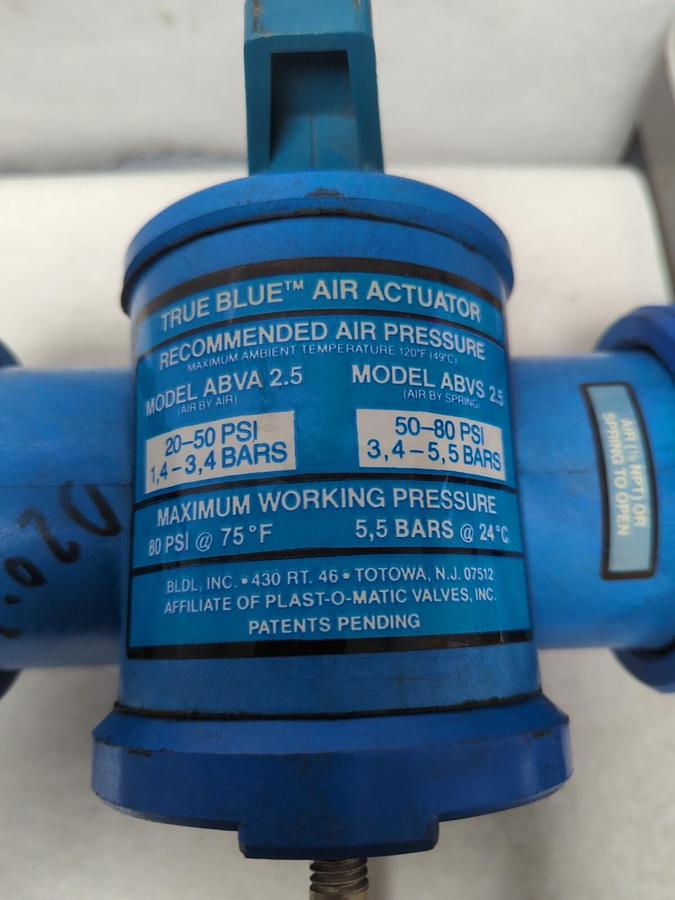 TRUE BLUE™ AIR ACTUATOR
RECOMMENDED AIR PRESSURE
MAXIMUM AMBIENT TEMPERATURE 120°F (49°C)
MODEL ABVA 2.5 MODEL ABVS 2.5
(AIR BY AIR) (AIR BY SPRING)
20–50 PSI 50–80 PSI
1,4–3,4 BARS 3,4–5,5 BARS
MAXIMUM WORKING PRESSURE
80 PSI @ 75°F 5,5 BARS @ 24°C
BLDL, INC. • 430 RT. 46 • TOTOWA, N.J. 07512
AFFILIATE OF PLAST-O-MATIC VALVES, INC.
PATENTS PENDING
AIR (⅛ NPT) OR
SPRING TO OPEN